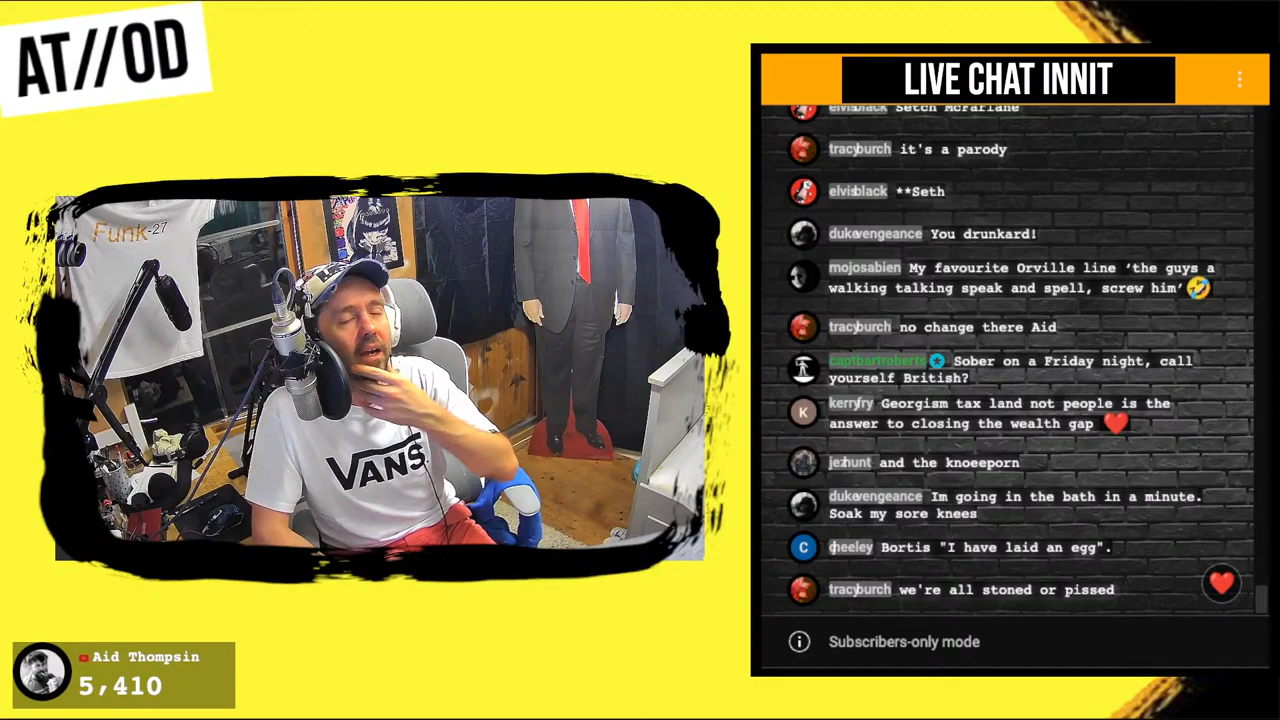 AT//OD
LIVE CHAT INNIT
elvisblack Setch McFarlane
tracyburch it's a parody
elvisblack **Seth
dukevengeance You drunkard!
mojosabien My favourite Orville line ‘the guys a
walking talking speak and spell, screw him’🤣
tracyburch no change there Aid
captbartroberts Sober on a Friday night, call
yourself British?
K
kerryfry Georgism tax land not people is the
answer to closing the wealth gap ❤️
jezhunt and the knoeeporn
dukevengeance Im going in the bath in a minute.
Soak my sore knees
C
cheeley Bortis "I have laid an egg".
tracyburch we're all stoned or pissed
Subscribers-only mode
Funk-27
VANS
Aid Thompsin
5,410